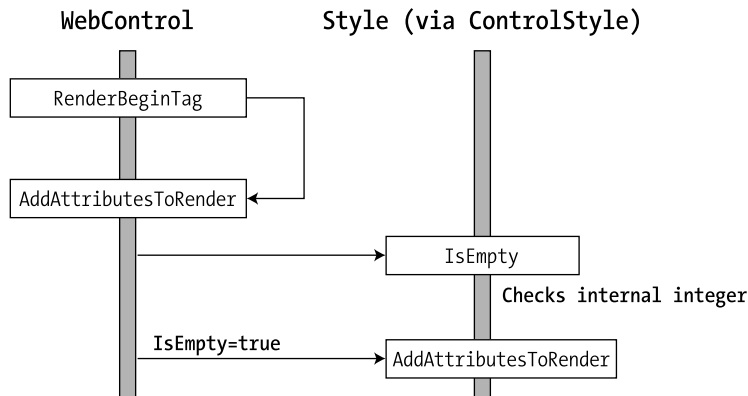 WebControl
Style (via ControlStyle)
RenderBeginTag
AddAttributesToRender
IsEmpty
Checks internal integer
IsEmpty=true
AddAttributesToRender